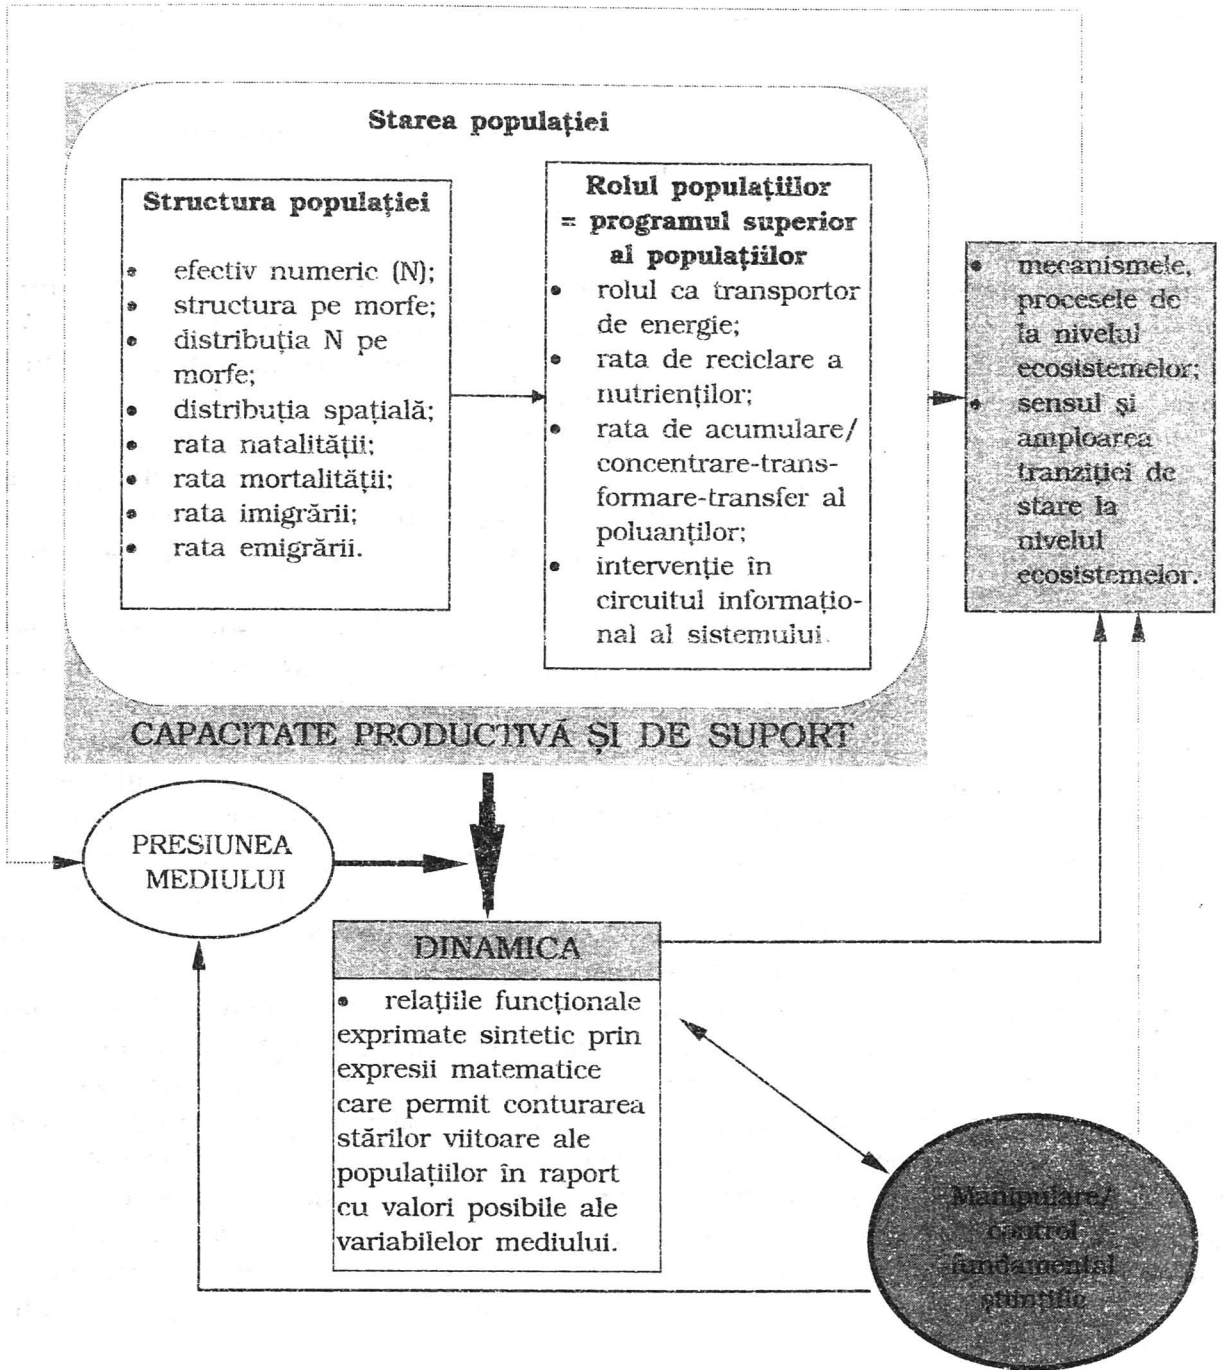 Starea populației
Structura populației
• efectiv numeric (N);
• structura pe morfe;
• distribuția N pe
morfe;
• distribuția spațială;
• rata natalității;
• rata mortalității;
• rata imigrării;
• rata emigrării.
Rolul populațiilor
= programul superior
al populațiilor
• rolul ca transportor
de energie;
• rata de reciclare a
nutrienților;
• rata de acumulare/
concentrare-trans-
formare-transfer al
poluanților;
• intervenție în
circuitul informațio-
nal al sistemului.
• mecanismele,
procesele de
la nivelul
ecosistemelor;
• sensul și
amploarea
tranziției de
stare la
nivelul
ecosistemelor.
CAPACITATE PRODUCTIVĂ ȘI DE SUPORT
PRESIUNEA
MEDIULUI
DINAMICA
• relațiile funcționale
exprimate sintetic prin
expresii matematice
care permit conturarea
stărilor viitoare ale
populațiilor în raport
cu valori posibile ale
variabilelor mediului.
Manipulare/
control
fundamental
științific